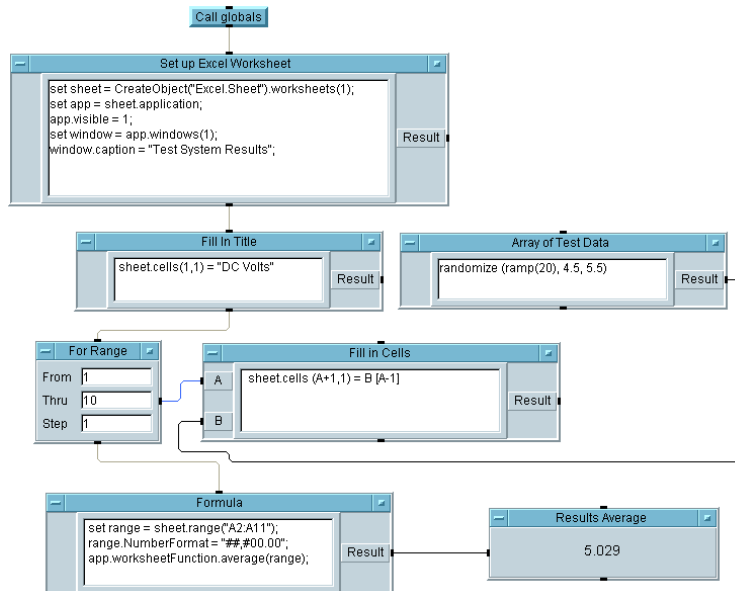 Call globals
Set up Excel Worksheet
set sheet = CreateObject("Excel.Sheet").worksheets(1);
set app = sheet.application;
app.visible = 1;
set window = app.windows(1);
window.caption = "Test System Results";
Result
Fill In Title
sheet.cells(1,1) = "DC Volts"
Result
Array of Test Data
randomize (ramp(20), 4.5, 5.5)
Result
For Range
From 1
Thru 10
Step 1
Fill in Cells
A
sheet.cells (A+1,1) = B [A-1]
B
Result
Formula
set range = sheet.range("A2:A11");
range.NumberFormat = "##,#00.00";
app.worksheetFunction.average(range);
Result
Results Average
5.029